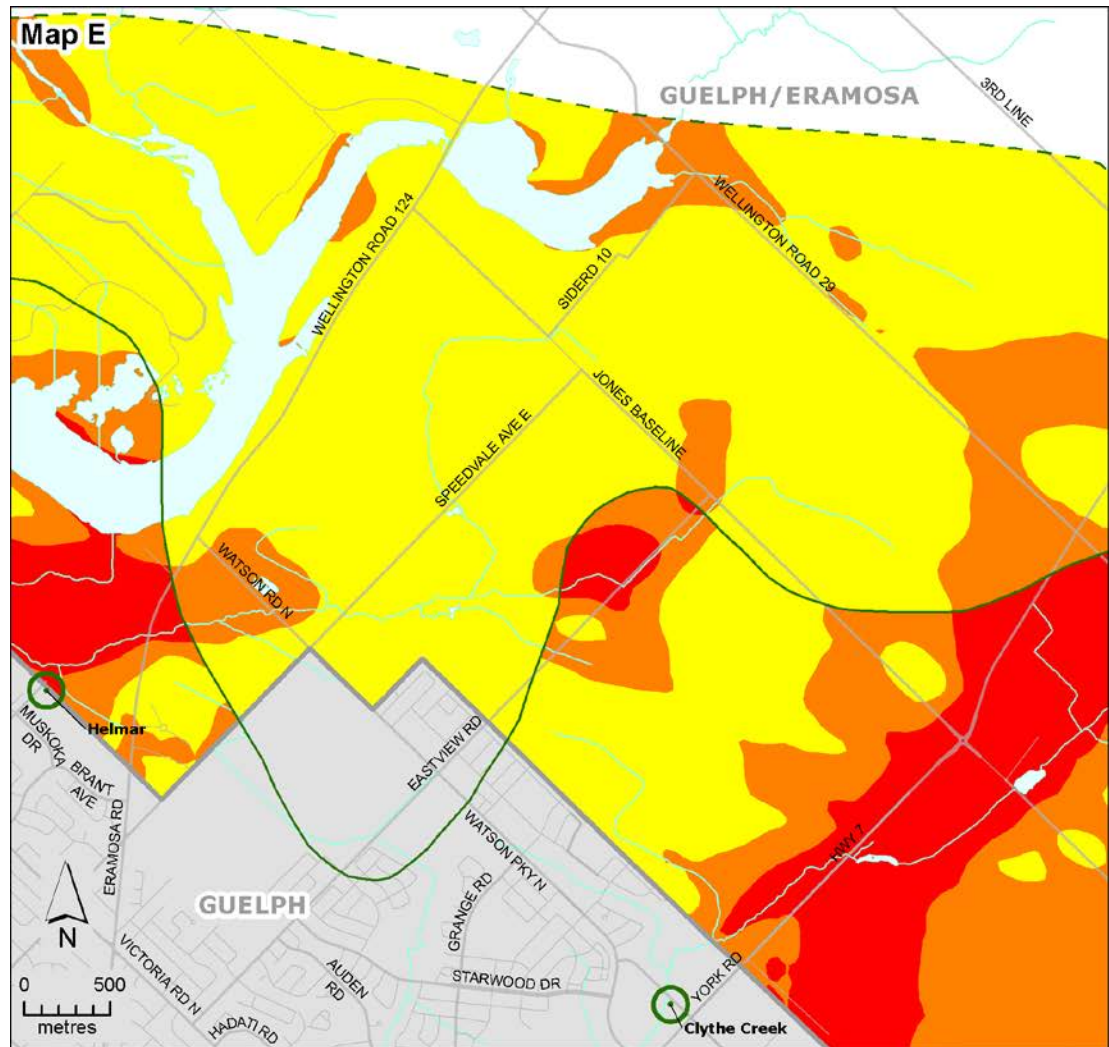 Map E
GUELPH/ERAMOSA
3RD LINE
WELLINGTON ROAD 124
WELLINGTON ROAD 29
SIDERD 10
JONES BASELINE
SPEEDVALE AVE E
WATSON RD N
Helmar
MUSKOKA
DR
BRANT
AVE
ERAMOSA RD
EASTVIEW RD
WATSON PKY N
HWY 7
GRANGE RD
GUELPH
N
VICTORIA RD N
AUDEN
RD
STARWOOD DR
YORK RD
0 500
metres
HADATI RD
Clythe Creek